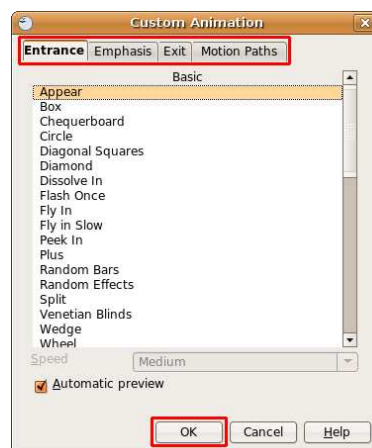 Custom Animation
Entrance Emphasis Exit Motion Paths
Basic
Appear
Box
Chequerboard
Circle
Diagonal Squares
Diamond
Dissolve In
Flash Once
Fly In
Fly in Slow
Peek In
Plus
Random Bars
Random Effects
Split
Venetian Blinds
Wedge
Wheel
Speed Medium
Automatic preview
OK Cancel Help